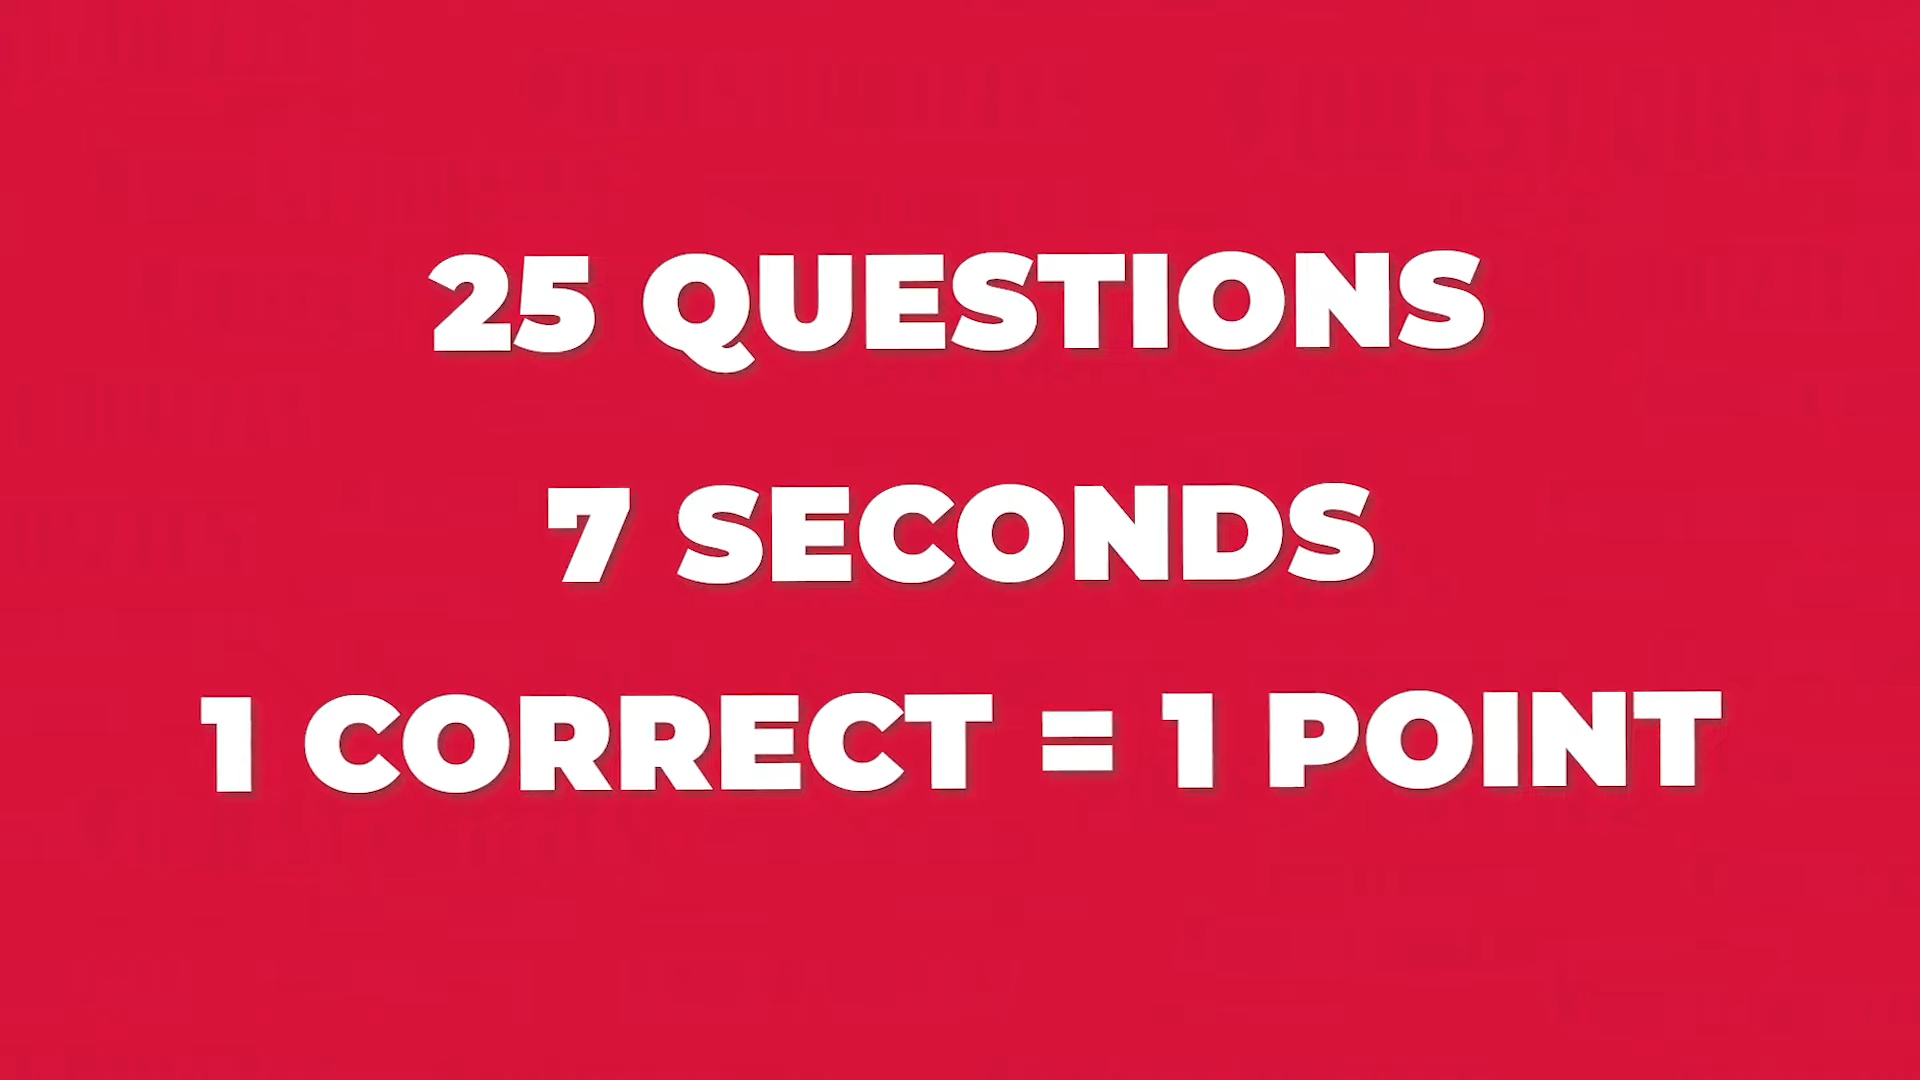 25 QUESTIONS
7 SECONDS
1 CORRECT = 1 POINT